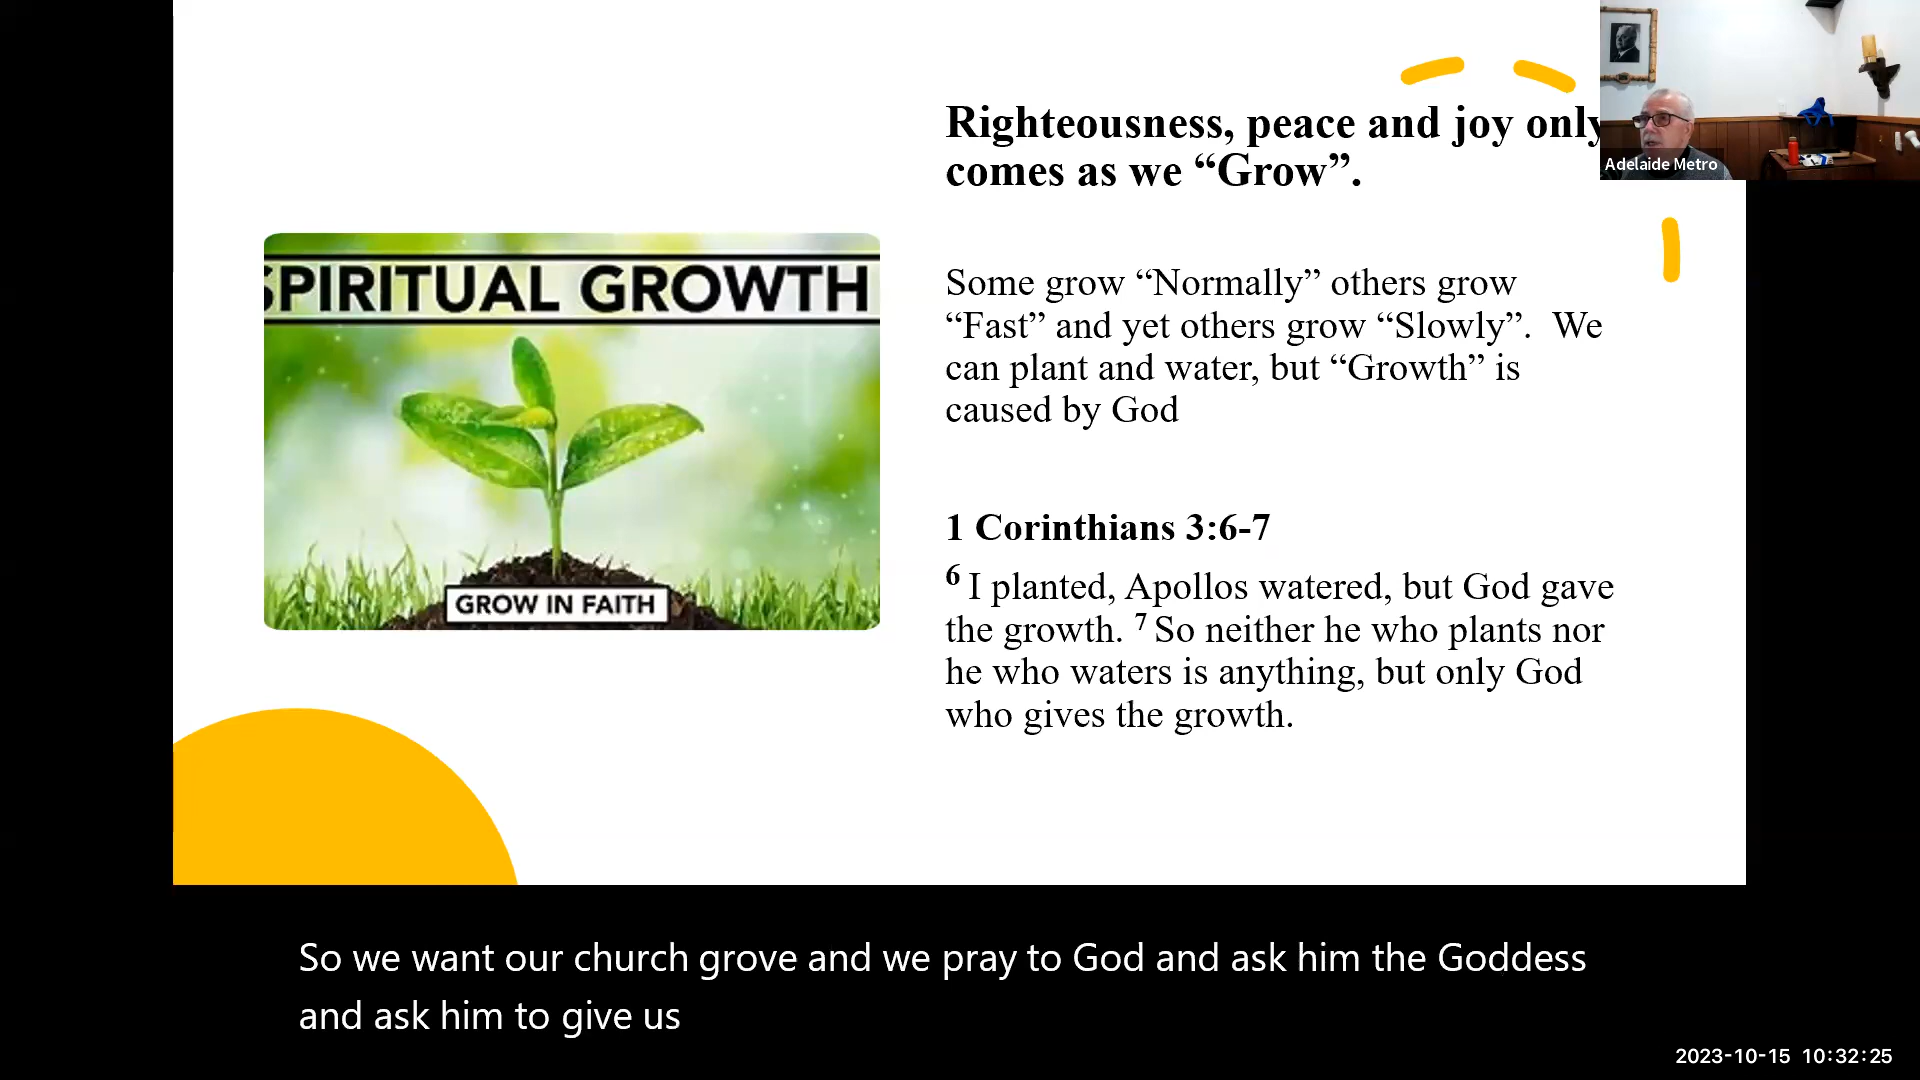 Righteousness, peace and joy only
comes as we “Grow”.
Adelaide Metro
SPIRITUAL GROWTH
Some grow “Normally” others grow
“Fast” and yet others grow “Slowly”.  We
can plant and water, but “Growth” is
caused by God
1 Corinthians 3:6-7
6 I planted, Apollos watered, but God gave
the growth. 7 So neither he who plants nor
he who waters is anything, but only God
who gives the growth.
GROW IN FAITH
So we want our church grove and we pray to God and ask him the Goddess
and ask him to give us
2023-10-15 10:32:25